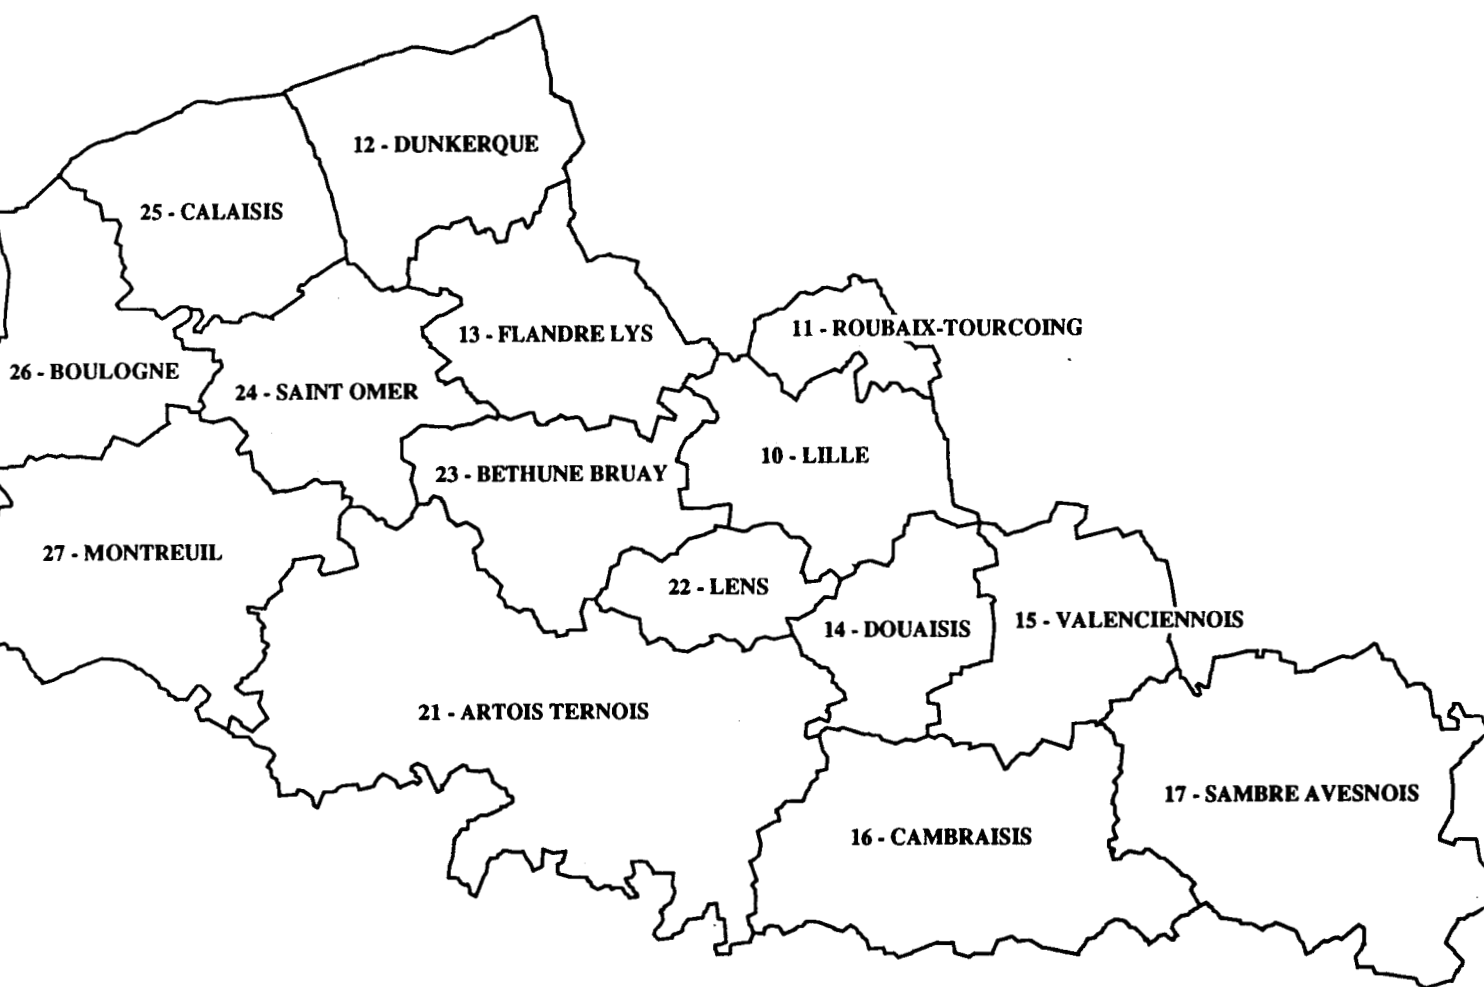 12 - DUNKERQUE
25 - CALAISIS
11 - ROUBAIX-TOURCOING
13 - FLANDRE LYS
26 - BOULOGNE
24 - SAINT OMER
10 - LILLE
23 - BETHUNE BRUAY
27 - MONTREUIL
22 - LENS
14 - DOUAISIS
15 - VALENCIENNOIS
21 - ARTOIS TERNOIS
17 - SAMBRE AVESNOIS
16 - CAMBRAISIS